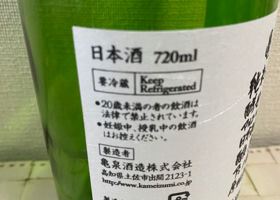 日本酒 720ml
要冷蔵 Keep Refrigerated
●20歳未満の者の飲酒は
法律で禁止されています。
●妊娠中、授乳中の飲酒は
お控えください。
製造者
亀泉酒造株式会社
高知県土佐市出間2123-1
http://www.kameizumi.co.jp